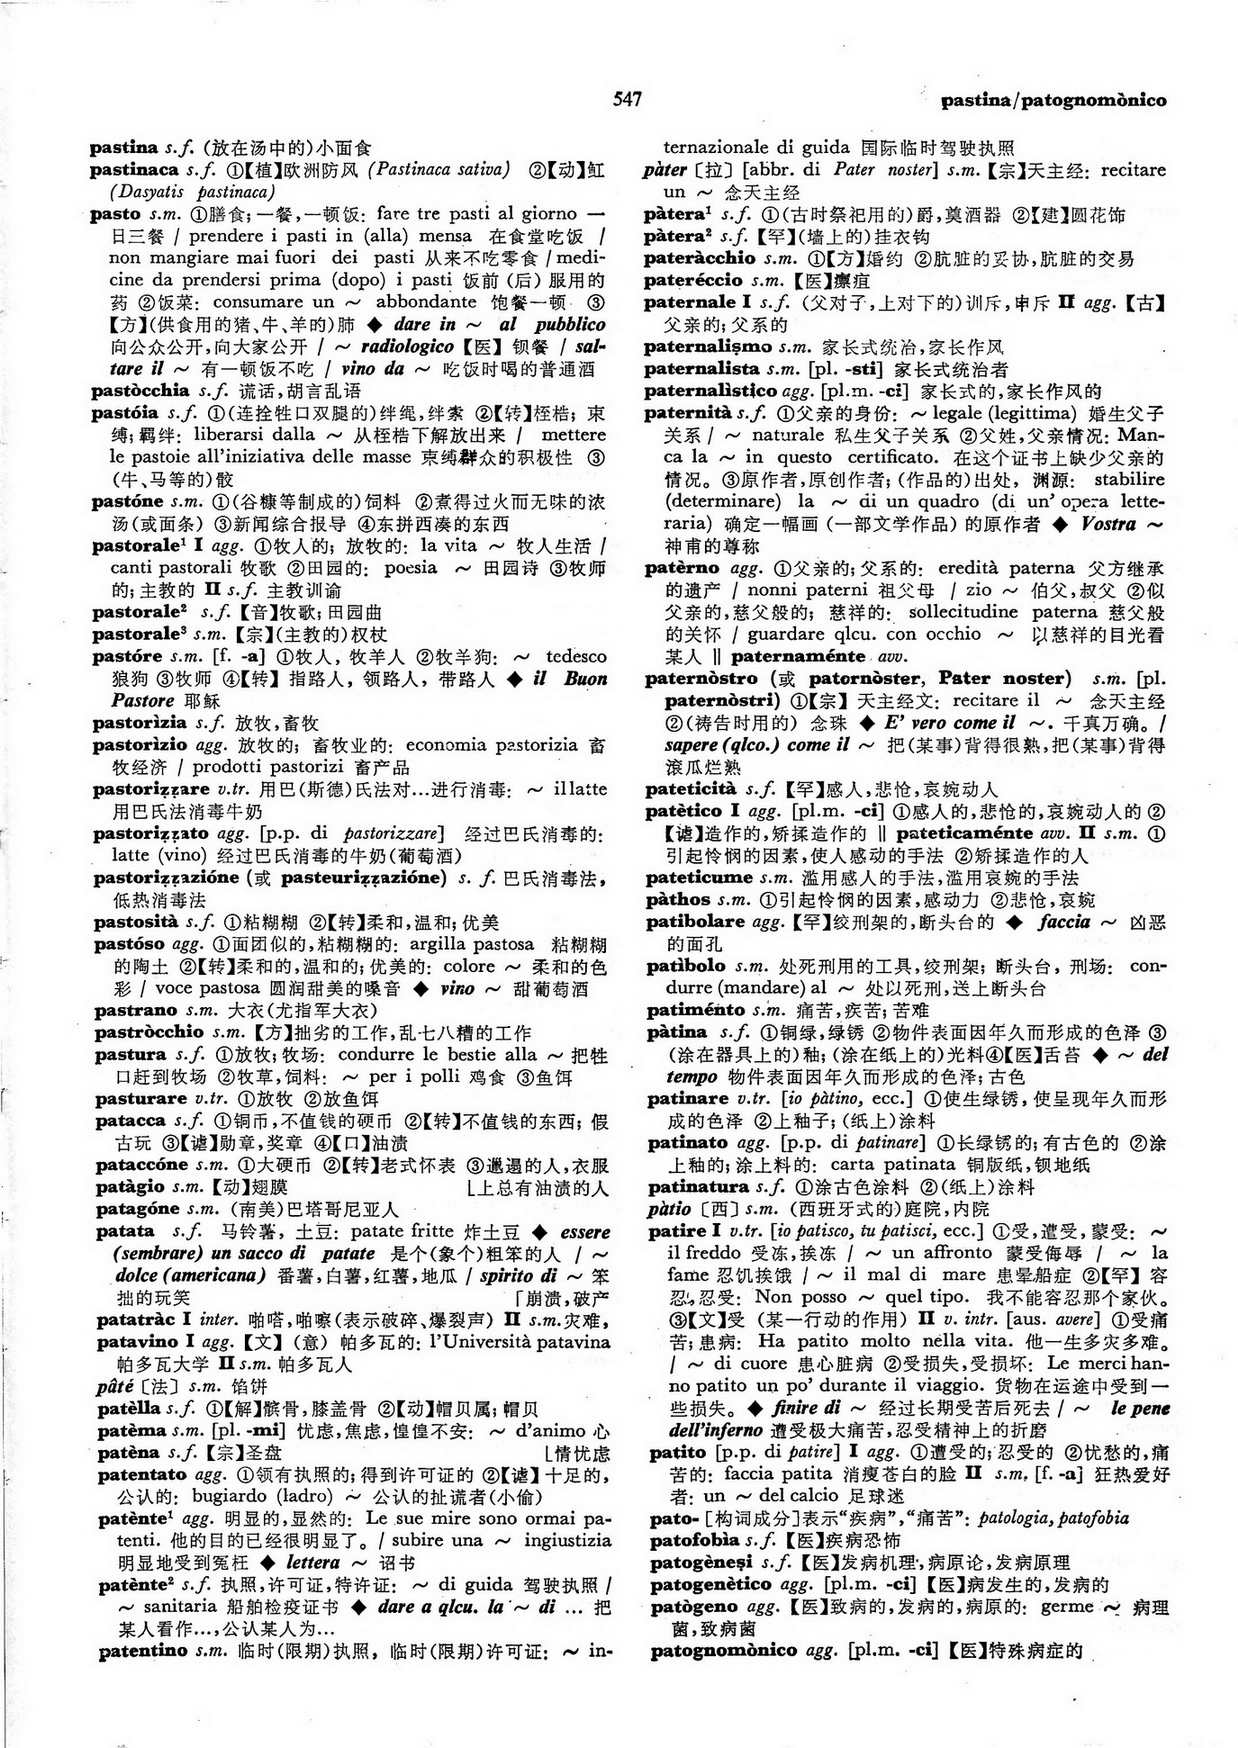 547
pastina/patognomònico
pastina s.f. (放在汤中的)小面食
pastinaca s.f. ①【植】欧洲防风 (Pastinaca sativa) ②【动】𫚉
(Dasyatis pastinaca)
pasto s.m. ①膳食;一餐,一顿饭: fare tre pasti al giorno 一
日三餐 / prendere i pasti in (alla) mensa 在食堂吃饭 /
non mangiare mai fuori dei pasti 从来不吃零食 / medi-
cine da prendersi prima (dopo) i pasti 饭前 (后) 服用的
药 ②饭菜: consumare un ~ abbondante 饱餐一顿 ③
【方】(供食用的猪、牛、羊的)肺 ◆ dare in ~ al pubblico
向公众公开,向大家公开 / ~ radiologico【医】钡餐 / sal-
tare il ~ 有一顿饭不吃 / vino da ~ 吃饭时喝的普通酒
pastòcchia s.f. 谎话,胡言乱语
pastóia s.f. ①(连拴牲口双腿的)绊绳,绊索 ②【转】桎梏; 束
缚;羁绊: liberarsi dalla ~ 从桎梏下解放出来 / mettere
le pastoie all'iniziativa delle masse 束缚群众的积极性 ③
(牛、马等的)骹
pastóne s.m. ①(谷糠等制成的)饲料 ②煮得过火而无味的浓
汤(或面条) ③新闻综合报导 ④东拼西凑的东西
pastorale¹ I agg. ①牧人的; 放牧的: la vita ~ 牧人生活 /
canti pastorali 牧歌 ②田园的: poesia ~ 田园诗 ③牧师
的;主教的 II s.f. 主教训谕
pastorale² s.f.【音】牧歌;田园曲
pastorale³ s.m.【宗】(主教的)权杖
pastóre s.m. [f. -a] ①牧人, 牧羊人 ②牧羊狗: ~ tedesco
狼狗 ③牧师 ④【转】指路人, 领路人, 带路人 ◆ il Buon
Pastore 耶稣
pastorìzia s.f. 放牧,畜牧
pastorìzio agg. 放牧的; 畜牧业的: economia pastorizia 畜
牧经济 / prodotti pastorizi 畜产品
pastoriẓẓare v.tr. 用巴(斯德)氏法对…进行消毒: ~ il latte
用巴氏法消毒牛奶
pastoriẓẓato agg. [p.p. di pastorizzare] 经过巴氏消毒的:
latte (vino) 经过巴氏消毒的牛奶(葡萄酒)
pastoriẓẓazióne (或 pasteuriẓẓazióne) s. f. 巴氏消毒法,
低热消毒法
pastosità s.f. ①粘糊糊 ②【转】柔和,温和;优美
pastóso agg. ①面团似的,粘糊糊的: argilla pastosa 粘糊糊
的陶土 ②【转】柔和的,温和的;优美的: colore ~ 柔和的色
彩 / voce pastosa 圆润甜美的嗓音 ◆ vino ~ 甜葡萄酒
pastrano s.m. 大衣(尤指军大衣)
pastròcchio s.m.【方】拙劣的工作,乱七八糟的工作
pastura s.f. ①放牧;牧场: condurre le bestie alla ~ 把牲
口赶到牧场 ②牧草,饲料: ~ per i polli 鸡食 ③鱼饵
pasturare v.tr. ①放牧 ②放鱼饵
patacca s.f. ①铜币,不值钱的硬币 ②【转】不值钱的东西; 假
古玩 ③【谑】勋章,奖章 ④【口】油渍
pataccóne s.m. ①大硬币 ②【转】老式怀表 ③邋遢的人,衣服
patàgio s.m.【动】翅膜 ⌊上总有油渍的人
patagóne s.m. (南美)巴塔哥尼亚人
patata s.f. 马铃薯, 土豆: patate fritte 炸土豆 ◆ essere
(sembrare) un sacco di patate 是个(象个)粗笨的人 / ~
dolce (americana) 番薯,白薯,红薯,地瓜 / spirito di ~ 笨
拙的玩笑 ⌈崩溃,破产
patatràc I inter. 啪嗒,啪嚓(表示破碎、爆裂声) II s.m.灾难,
patavino I agg.【文】(意) 帕多瓦的: l'Università patavina
帕多瓦大学 II s.m. 帕多瓦人
pâté〔法〕s.m. 馅饼
patèlla s.f. ①【解】髌骨,膝盖骨 ②【动】帽贝属; 帽贝
patèma s.m. [pl. -mi] 忧虑,焦虑,惶惶不安: ~ d'animo 心
patèna s.f.【宗】圣盘 ⌊情忧虑
patentato agg. ①领有执照的;得到许可证的 ②【谑】十足的,
公认的: bugiardo (ladro) ~ 公认的扯谎者(小偷)
patènte¹ agg. 明显的,显然的: Le sue mire sono ormai pa-
tenti. 他的目的已经很明显了。/ subire una ~ ingiustizia
明显地受到冤枉 ◆ lettera ~ 诏书
patènte² s.f. 执照,许可证,特许证: ~ di guida 驾驶执照 /
~ sanitaria 船舶检疫证书 ◆ dare a qlcu. la ~ di ... 把
某人看作…,公认某人为…
patentino s.m. 临时(限期)执照, 临时(限期)许可证: ~ in-
ternazionale di guida 国际临时驾驶执照
pàter〔拉〕[abbr. di Pater noster] s.m.【宗】天主经: recitare
un ~ 念天主经
pàtera¹ s.f. ①(古时祭祀用的)爵,奠酒器 ②【建】圆花饰
pàtera² s.f.【罕】(墙上的)挂衣钩
pateràcchio s.m. ①【方】婚约 ②肮脏的妥协,肮脏的交易
pateréccio s.m.【医】瘭疽
paternale I s.f. (父对子,上对下的)训斥,申斥 II agg.【古】
父亲的;父系的
paternalişmo s.m. 家长式统治,家长作风
paternalista s.m. [pl. -sti] 家长式统治者
paternalìstico agg. [pl.m. -ci] 家长式的,家长作风的
paternità s.f. ①父亲的身份: ~ legale (legittima) 婚生父子
关系 / ~ naturale 私生父子关系 ②父姓,父亲情况: Man-
ca la ~ in questo certificato. 在这个证书上缺少父亲的
情况。③原作者,原创作者; (作品的)出处, 渊源: stabilire
(determinare) la ~ di un quadro (di un' opera lette-
raria) 确定一幅画 (一部文学作品) 的原作者 ◆ Vostra ~
神甫的尊称
patèrno agg. ①父亲的;父系的: eredità paterna 父方继承
的遗产 / nonni paterni 祖父母 / zio ~ 伯父,叔父 ②似
父亲的,慈父般的; 慈祥的: sollecitudine paterna 慈父般
的关怀 / guardare qlcu. con occhio ~ 以慈祥的目光看
某人 ‖ paternaménte avv.
paternòstro (或 patornòster, Pater noster) s.m. [pl.
paternòstri) ①【宗】天主经文: recitare il ~ 念天主经
②(祷告时用的) 念珠 ◆ E' vero come il ~. 千真万确。/
sapere (qlco.) come il ~ 把(某事)背得很熟,把(某事)背得
滚瓜烂熟
pateticità s.f.【罕】感人,悲怆,哀婉动人
patètico I agg. [pl.m. -ci] ①感人的,悲怆的,哀婉动人的 ②
【谑】造作的,矫揉造作的 ‖ pateticaménte avv. II s.m. ①
引起怜悯的因素,使人感动的手法 ②矫揉造作的人
pateticume s.m. 滥用感人的手法,滥用哀婉的手法
pàthos s.m. ①引起怜悯的因素,感动力 ②悲怆,哀婉
patibolare agg.【罕】绞刑架的,断头台的 ◆ faccia ~ 凶恶
的面孔
patìbolo s.m. 处死刑用的工具,绞刑架; 断头台, 刑场: con-
durre (mandare) al ~ 处以死刑,送上断头台
patiménto s.m. 痛苦,疾苦;苦难
pàtina s.f. ①铜绿,绿锈 ②物件表面因年久而形成的色泽 ③
(涂在器具上的)釉; (涂在纸上的)光料④【医】舌苔 ◆ ~ del
tempo 物件表面因年久而形成的色泽;古色
patinare v.tr. [io pàtino, ecc.] ①使生绿锈, 使呈现年久而形
成的色泽 ②上釉子; (纸上)涂料
patinato agg. [p.p. di patinare] ①长绿锈的;有古色的 ②涂
上釉的;涂上料的: carta patinata 铜版纸,钡地纸
patinatura s.f. ①涂古色涂料 ②(纸上)涂料
pàtio〔西〕s.m. (西班牙式的)庭院,内院
patire I v.tr. [io patisco, tu patisci, ecc.] ①受,遭受,蒙受: ~
il freddo 受冻,挨冻 / ~ un affronto 蒙受侮辱 / ~ la
fame 忍饥挨饿 / ~ il mal di mare 患晕船症 ②【罕】容
忍,忍受: Non posso ~ quel tipo. 我不能容忍那个家伙。
③【文】受 (某一行动的作用) II v. intr. [aus. avere] ①受痛
苦;患病: Ha patito molto nella vita. 他一生多灾多难。
/ ~ di cuore 患心脏病 ②受损失,受损坏: Le merci han-
no patito un po' durante il viaggio. 货物在运途中受到一
些损失。◆ finire di ~ 经过长期受苦后死去 / ~ le pene
dell'inferno 遭受极大痛苦,忍受精神上的折磨
patito [p.p. di patire] I agg. ①遭受的;忍受的 ②忧愁的,痛
苦的: faccia patita 消瘦苍白的脸 II s.m. [f. -a] 狂热爱好
者: un ~ del calcio 足球迷
pato- [构词成分]表示“疾病”,“痛苦”: patologia, patofobia
patofobìa s.f.【医】疾病恐怖
patogèneşi s.f.【医】发病机理,病原论,发病原理
patogenètico agg. [pl.m. -ci]【医】病发生的,发病的
patògeno agg.【医】致病的,发病的,病原的: germe ~ 病理
菌,致病菌
patognomònico agg. [pl.m. -ci]【医】特殊病症的